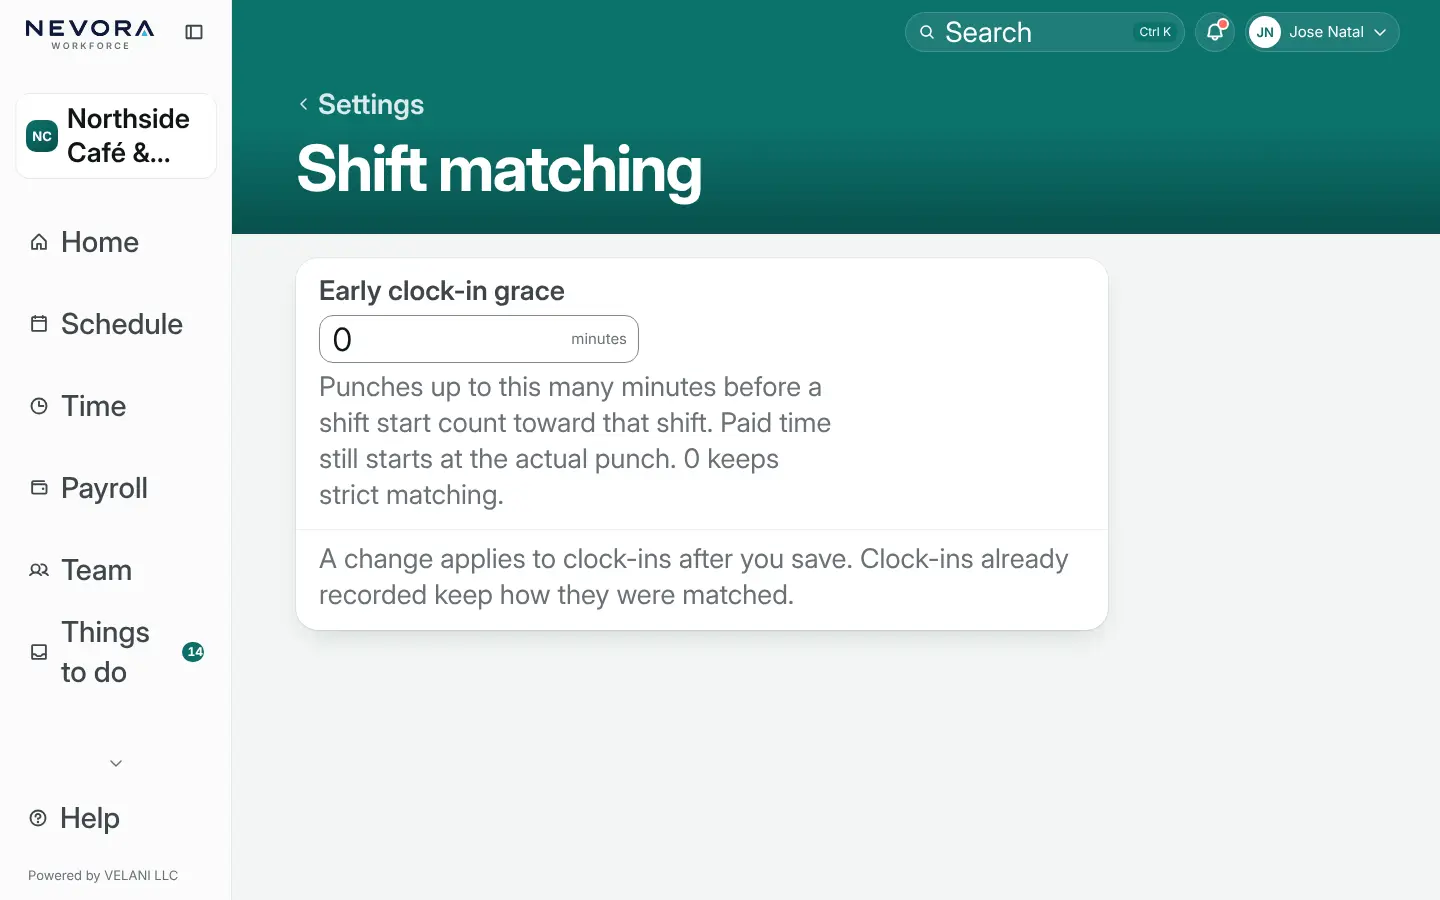 NEVORA
WORKFORCE
NC
Northside
Café &...
Home
Schedule
Time
Payroll
Team
Things
to do
14
Help
Powered by VELANI LLC
Search
Ctrl K
JN
Jose Natal
Settings
Shift matching
Early clock-in grace
0
minutes
Punches up to this many minutes before a
shift start count toward that shift. Paid time
still starts at the actual punch. 0 keeps
strict matching.
A change applies to clock-ins after you save. Clock-ins already
recorded keep how they were matched.